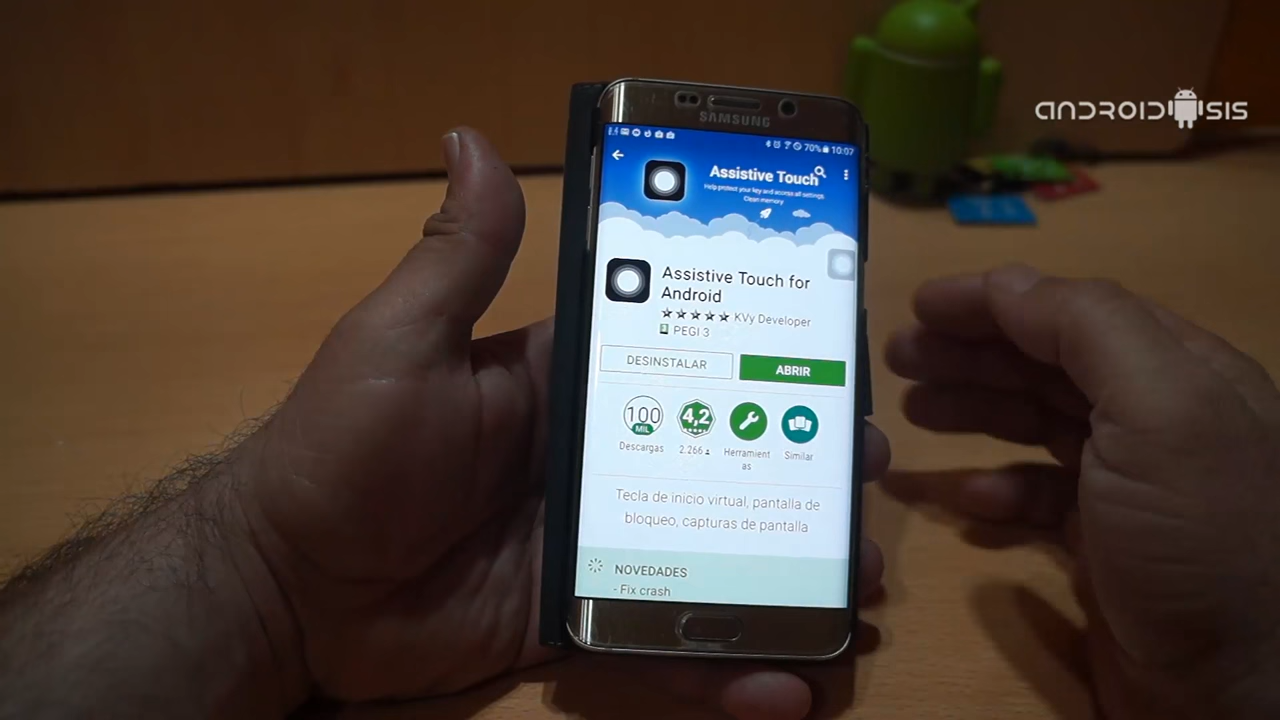 ANDROIDSIS
SAMSUNG
70% 10:07
Assistive Touch
Help protect your key and access all settings
Clean memory
Assistive Touch for
Android
KVy Developer
3 PEGI 3
DESINSTALAR
ABRIR
100
MIL
4,2
Descargas
2.266
Herramient
as
Similar
Tecla de inicio virtual, pantalla de
bloqueo, capturas de pantalla
NOVEDADES
- Fix crash